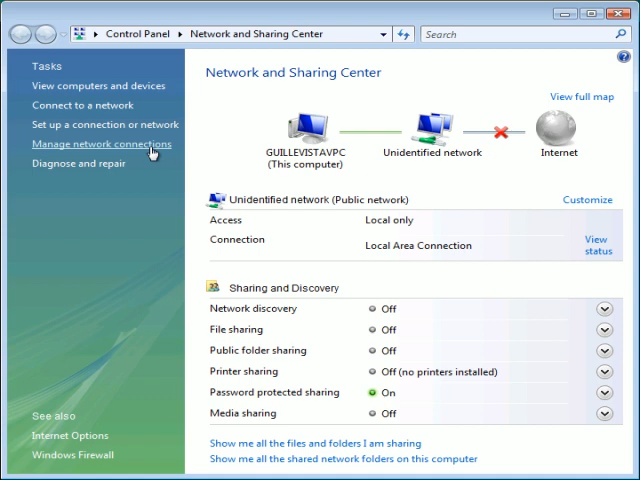 Control Panel Network and Sharing Center Search
Tasks
View computers and devices
Connect to a network
Set up a connection or network
Manage network connections
Diagnose and repair
See also
Internet Options
Windows Firewall
Network and Sharing Center
View full map
GUILLEVISTAVPC
(This computer)
Unidentified network
Internet
Unidentified network (Public network) Customize
Access Local only
Connection Local Area Connection View
status
Sharing and Discovery
Network discovery Off
File sharing Off
Public folder sharing Off
Printer sharing Off (no printers installed)
Password protected sharing On
Media sharing Off
Show me all the files and folders I am sharing
Show me all the shared network folders on this computer